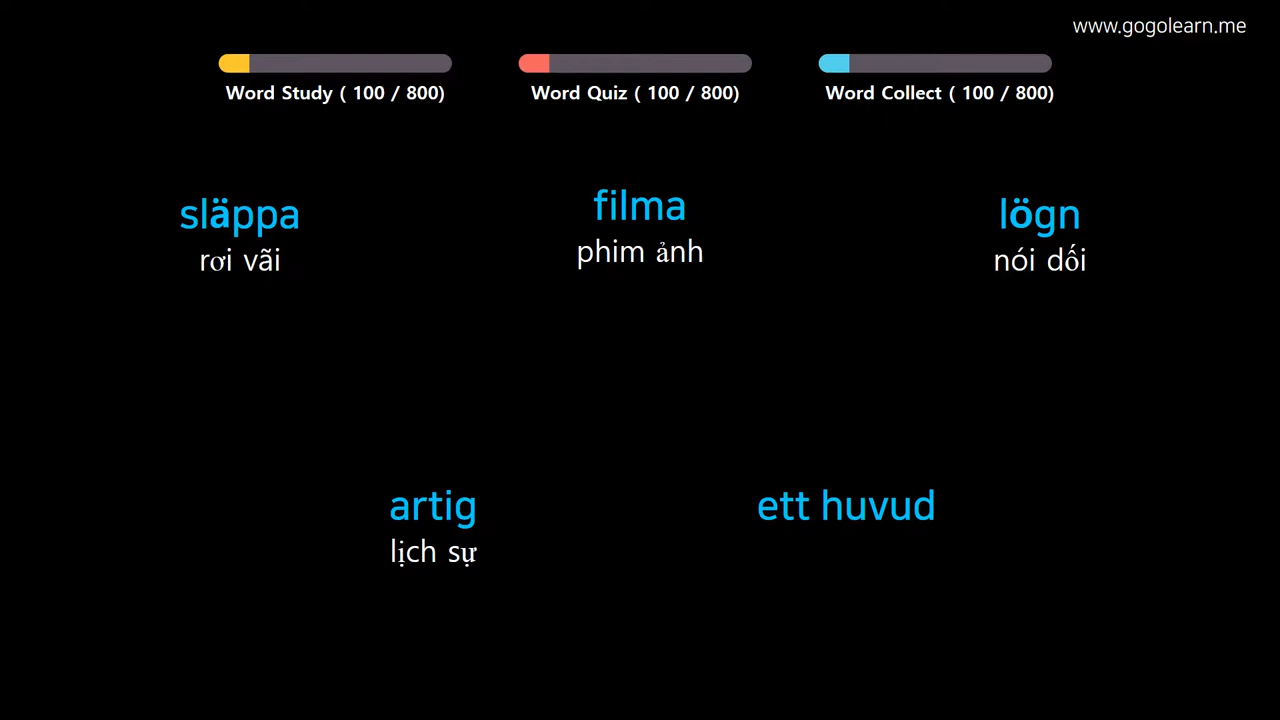 www.gogolearn.me
Word Study ( 100 / 800)
Word Quiz ( 100 / 800)
Word Collect ( 100 / 800)
släppa
rơi vãi
filma
phim ảnh
lögn
nói dối
artig
lịch sự
ett huvud